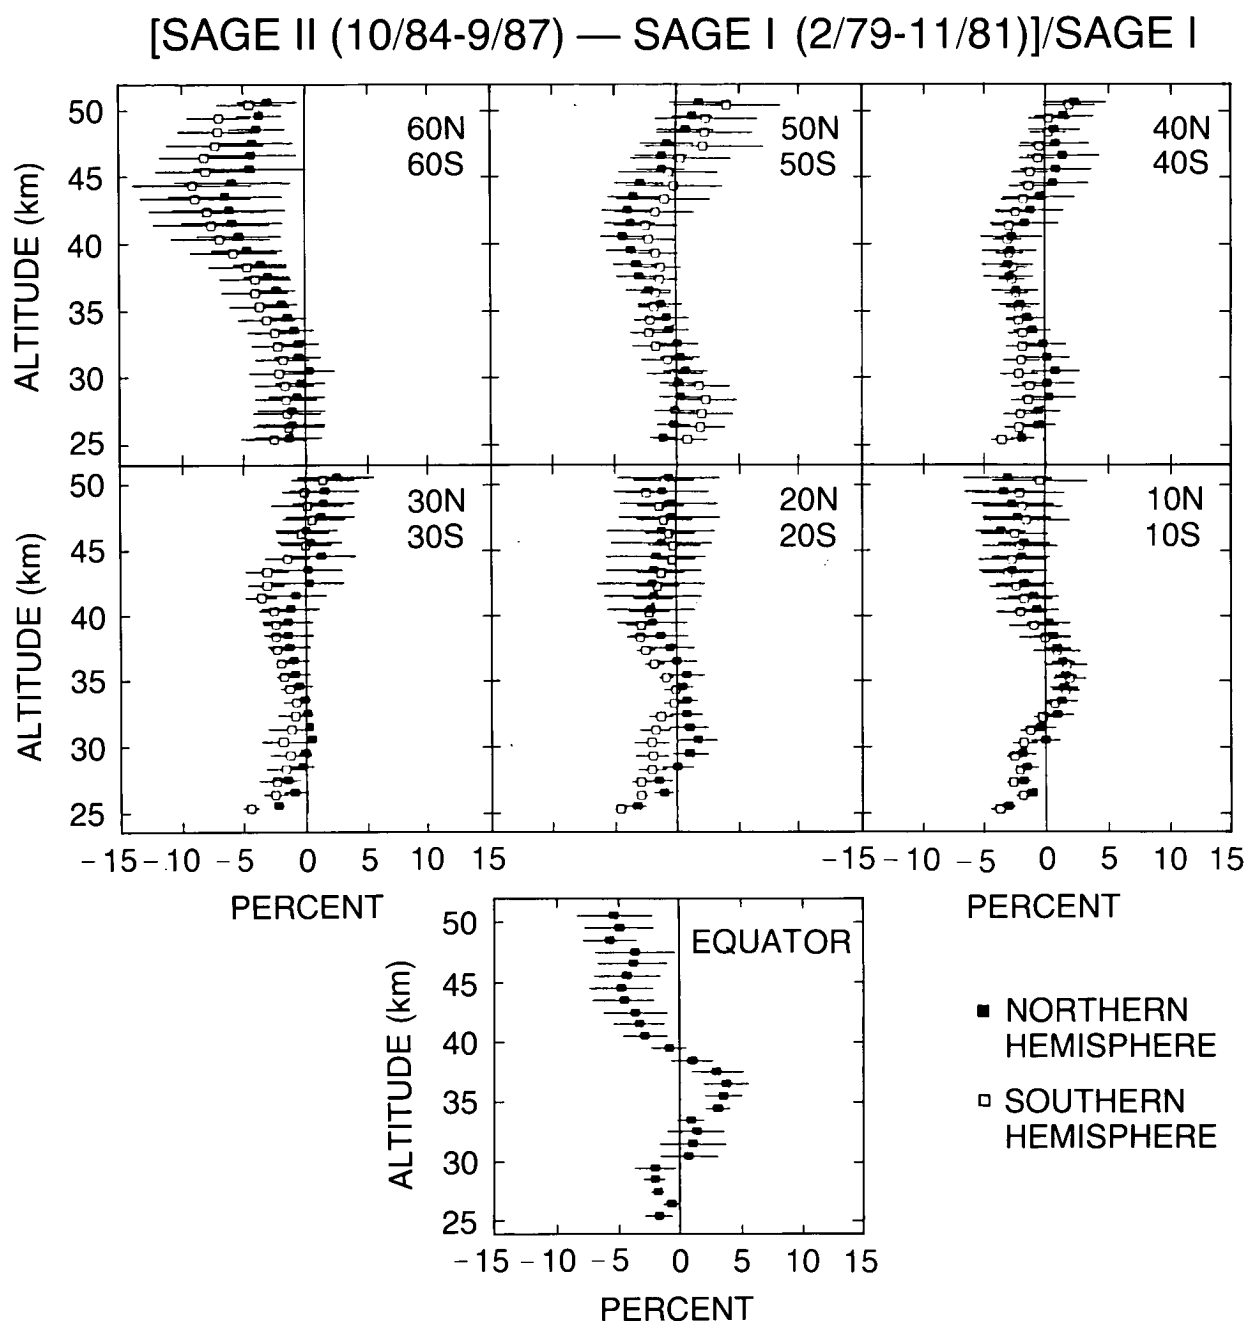 [SAGE II (10/84-9/87) — SAGE I (2/79-11/81)]/SAGE I
ALTITUDE (km)
50
45
40
35
30
25
60N
60S
50N
50S
40N
40S
ALTITUDE (km)
50
45
40
35
30
25
30N
30S
20N
20S
10N
10S
-15 -10 -5 0 5 10 15
-15 -10 -5 0 5 10 15
PERCENT
PERCENT
ALTITUDE (km)
50
45
40
35
30
25
EQUATOR
-15 -10 -5 0 5 10 15
PERCENT
NORTHERN
HEMISPHERE
SOUTHERN
HEMISPHERE